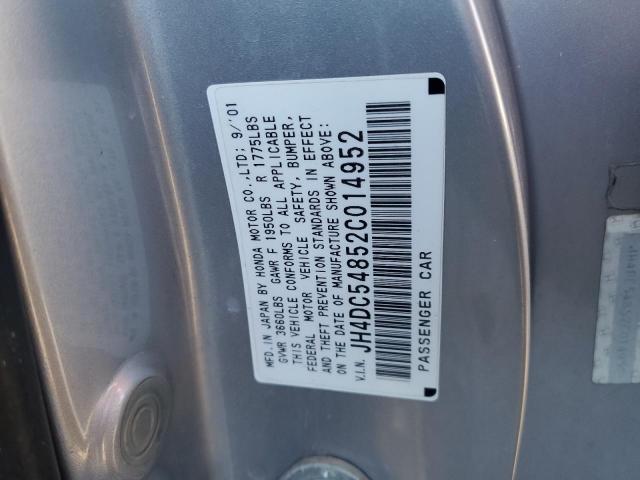 MFD.IN JAPAN BY HONDA MOTOR CO.,LTD; 9/'01
GVWR 3660LBS GAWR F 1950LBS R 1775LBS
THIS VEHICLE CONFORMS TO ALL APPLICABLE
FEDERAL MOTOR VEHICLE SAFETY, BUMPER,
AND THEFT PREVENTION STANDARDS IN EFFECT
ON THE DATE OF MANUFACTURE SHOWN ABOVE:
V.I.N. JH4DC54852C014952
PASSENGER CAR